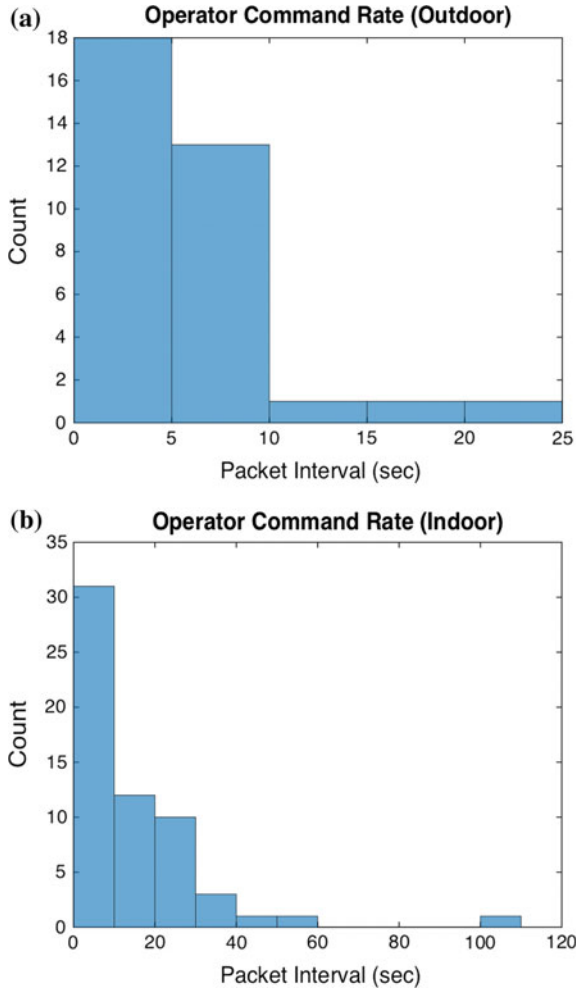 (a)
Operator Command Rate (Outdoor)
18
16
14
12
10
8
6
4
2
0
Count
0 5 10 15 20 25
Packet Interval (sec)
(b)
Operator Command Rate (Indoor)
35
30
25
20
15
10
5
0
Count
0 20 40 60 80 100 120
Packet Interval (sec)